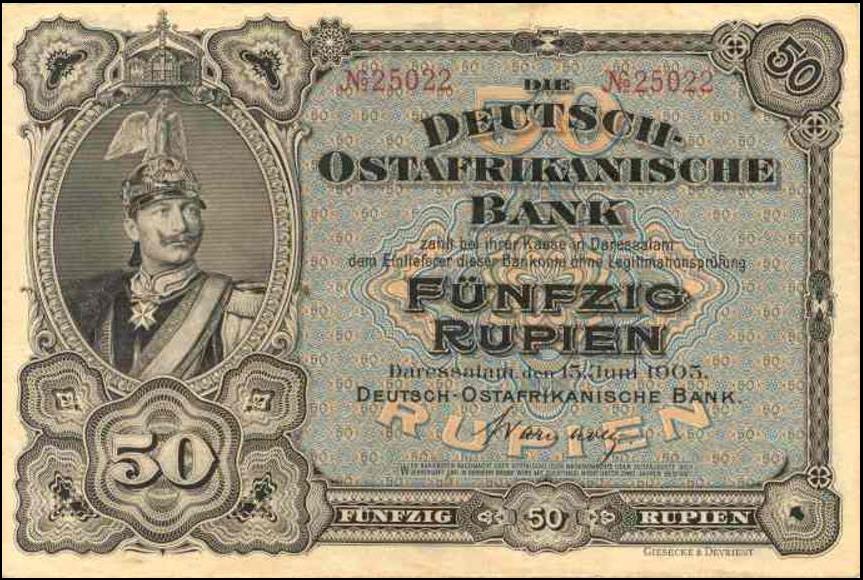 50
№25022 №25022
DIE
DEUTSCH-
OSTAFRIKANISCHE
BANK
zahlt bei ihrer Kasse in Daressalam
dem Einlieferer dieser Banknote ohne Legitimationsprüfung
FÜNFZIG
RUPIEN
Daressalam den 15. Juni 1905.
DEUTSCH-OSTAFRIKANISCHE BANK.
RUPIEN
50
50
FÜNFZIG 50 RUPIEN
GIESECKE & DEVRIENT